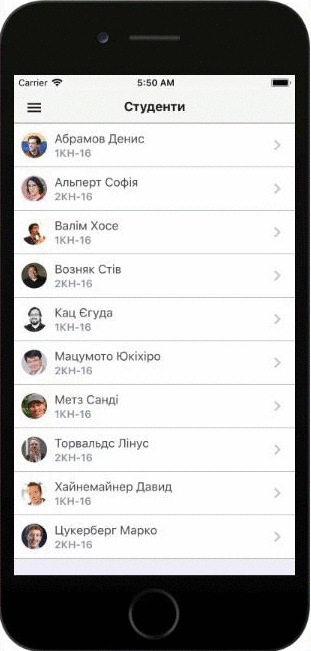 Carrier 5:50 AM
Студенти
Абрамов Денис
1КН-16
Альперт Софія
2КН-16
Валім Хосе
1КН-16
Возняк Стів
2КН-16
Кац Єгуда
1КН-16
Мацумото Юкіхіро
2КН-16
Метз Санді
1КН-16
Торвальдс Лінус
2КН-16
Хайнемайнер Давид
1КН-16
Цукерберг Марко
2КН-16